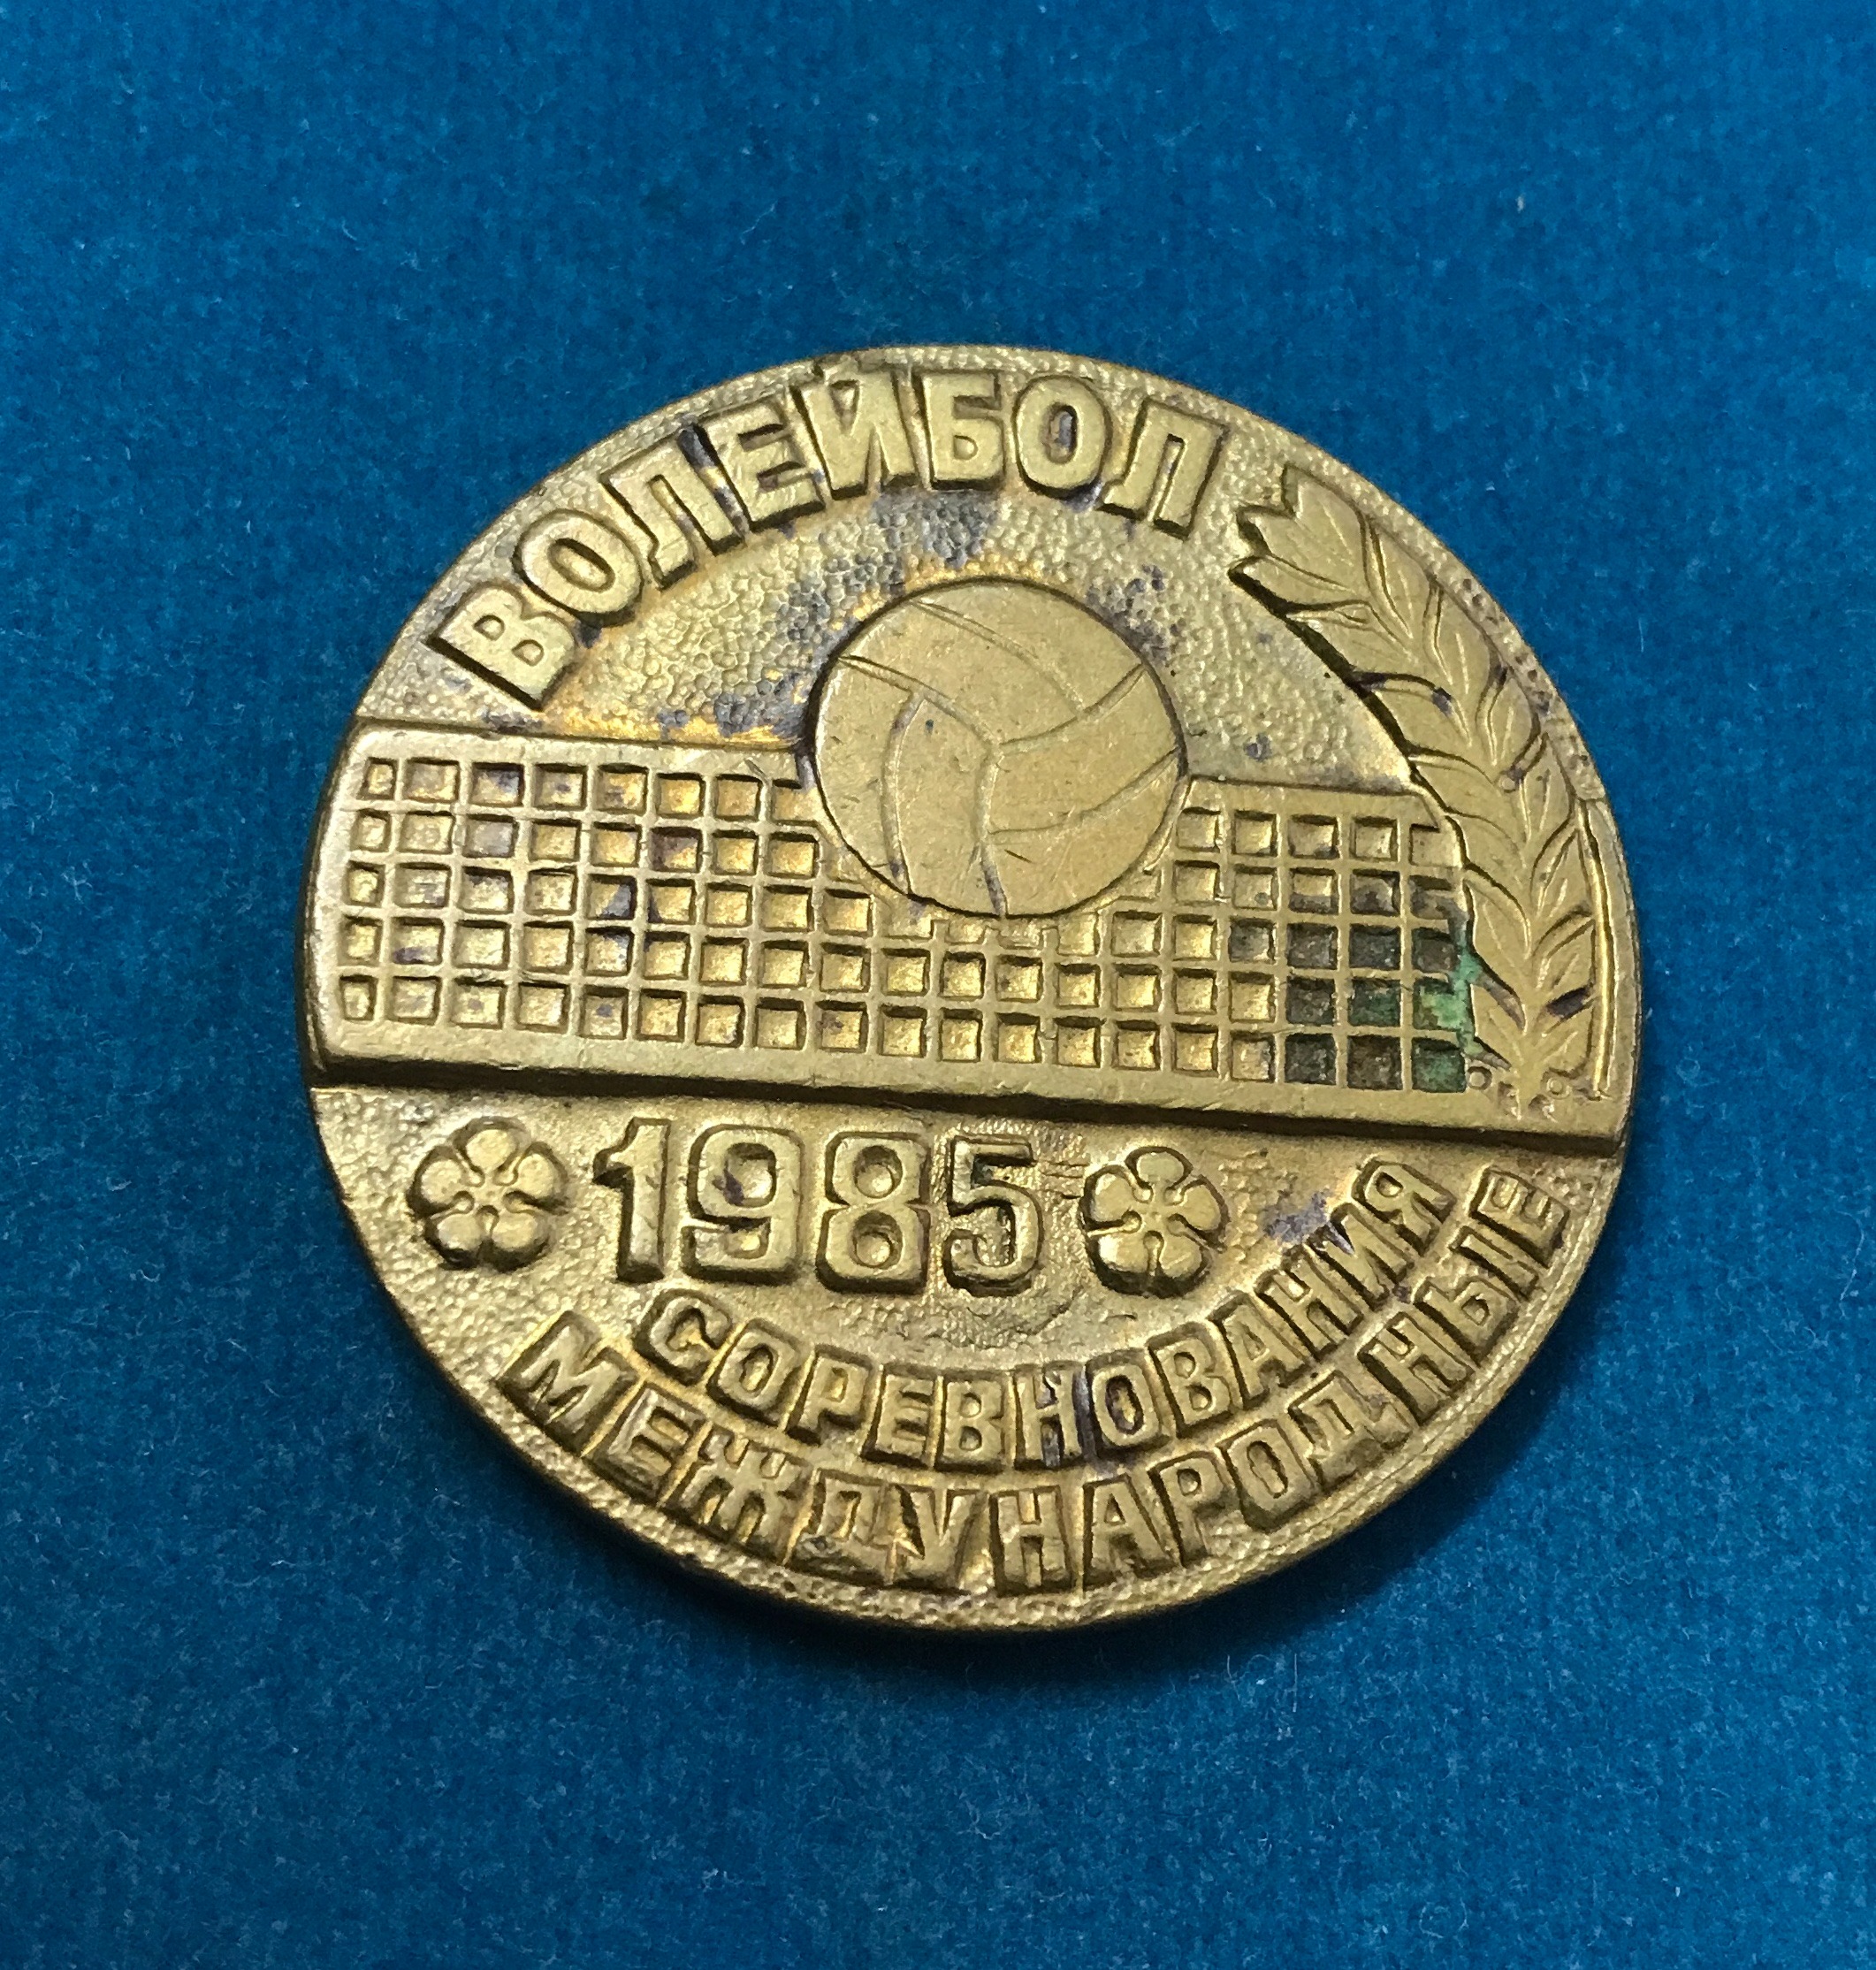 ВОЛЕЙБОЛ
1985
СОРЕВНОВАНИЯ
МЕЖДУНАРОДНЫЕ